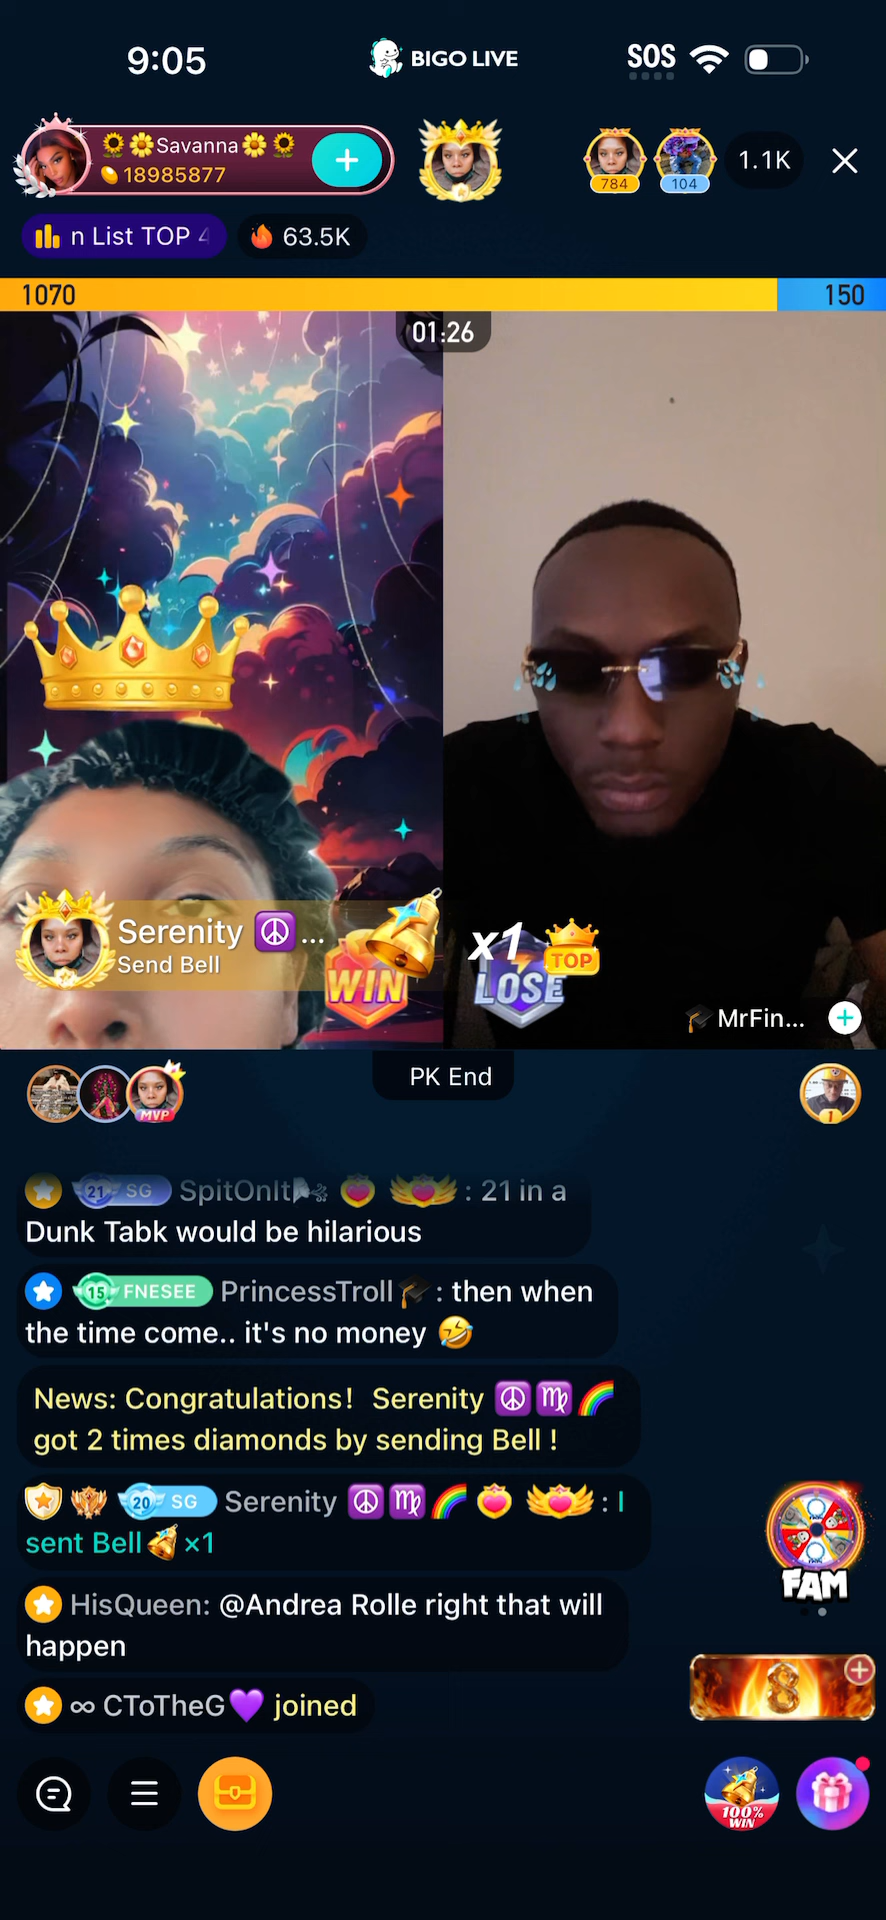 9:05
BIGO LIVE
SOS
🌻🌼Savanna🌼🌻
18985877
784
104
1.1K
n List TOP 4
63.5K
1070
150
01:26
Serenity ☮️...
Send Bell
WIN
x1
TOP
LOSE
🎓MrFin...
PK End
MVP
1
21 SG SpitOnIt🌬 : 21 in a
Dunk Tabk would be hilarious
15 FNESEE PrincessTroll🎓 : then when
the time come.. it's no money 🤣
News: Congratulations! Serenity ☮️♍🌈
got 2 times diamonds by sending Bell !
20 SG Serenity ☮️♍🌈 : I
sent Bell ×1
HisQueen: @Andrea Rolle right that will
happen
∞ CToTheG💜 joined
FAM
8
100%
WIN